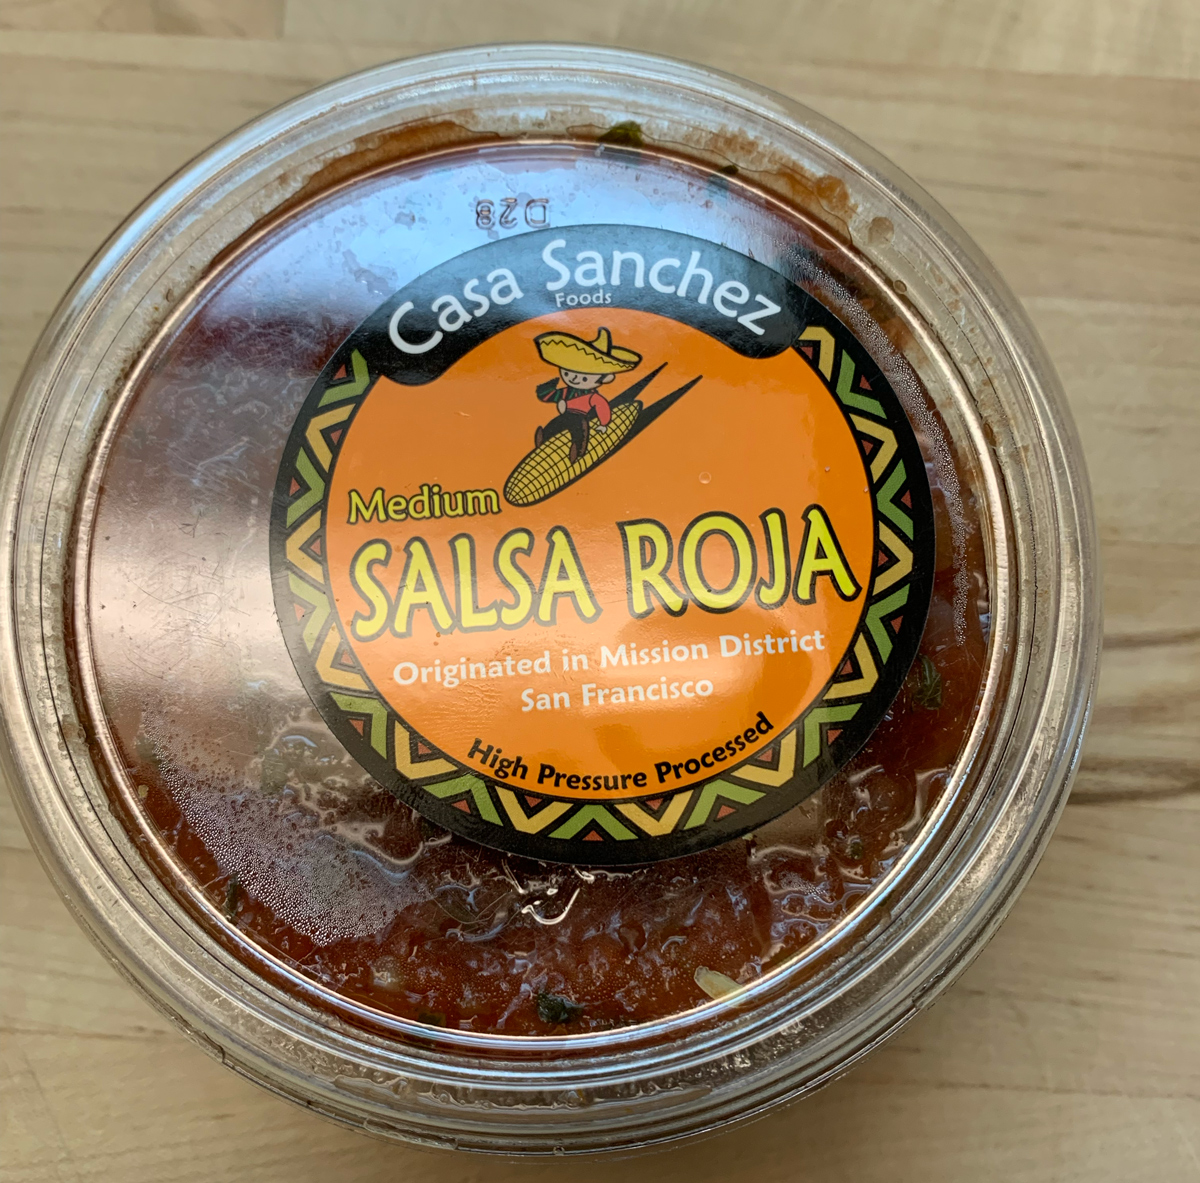 D28
Casa Sanchez
Foods
Medium
SALSA ROJA
Originated in Mission District
San Francisco
High Pressure Processed